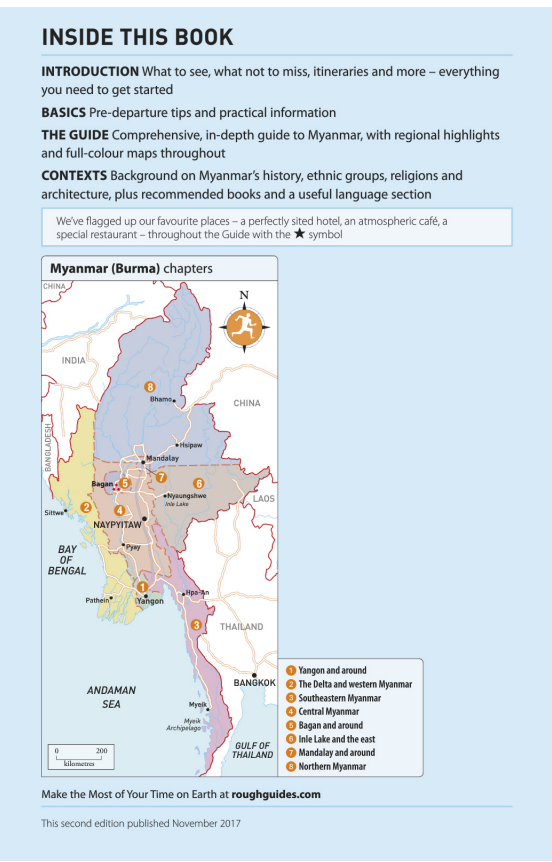 INSIDE THIS BOOK
INTRODUCTION What to see, what not to miss, itineraries and more – everything
you need to get started
BASICS Pre-departure tips and practical information
THE GUIDE Comprehensive, in-depth guide to Myanmar, with regional highlights
and full-colour maps throughout
CONTEXTS Background on Myanmar's history, ethnic groups, religions and
architecture, plus recommended books and a useful language section
We've flagged up our favourite places – a perfectly sited hotel, an atmospheric café, a
special restaurant – throughout the Guide with the ★ symbol
Myanmar (Burma) chapters
CHINA
N
INDIA
8
Bhamo
CHINA
BANGLADESH
Hsipaw
Mandalay
7
Bagan
5
6
Nyaungshwe
Inle Lake
LAOS
2
4
Sittwe
NAYPYITAW
BAY
OF
BENGAL
Pyay
1
Pathein
Yangon
Hpa-An
3
THAILAND
BANGKOK
ANDAMAN
SEA
Myeik
Myeik
Archipelago
GULF OF
THAILAND
0 200
kilometres
1 Yangon and around
2 The Delta and western Myanmar
3 Southeastern Myanmar
4 Central Myanmar
5 Bagan and around
6 Inle Lake and the east
7 Mandalay and around
8 Northern Myanmar
Make the Most of Your Time on Earth at roughguides.com
This second edition published November 2017